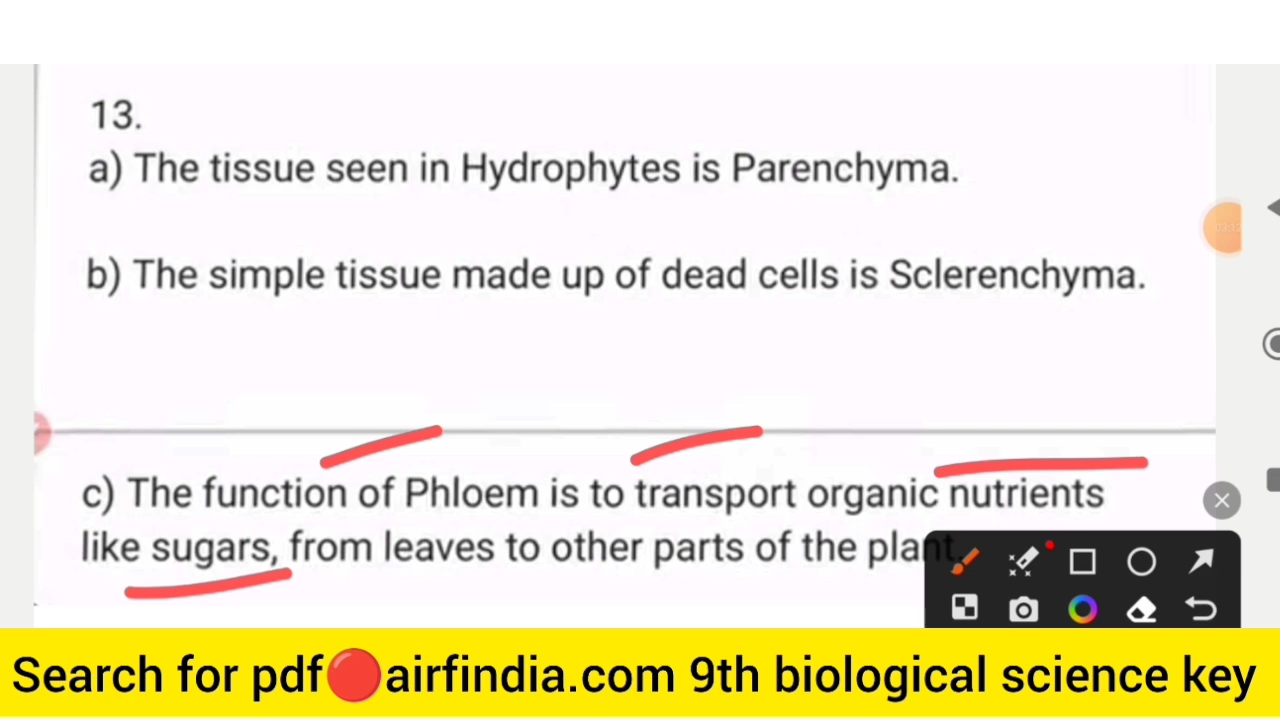 13.
a) The tissue seen in Hydrophytes is Parenchyma.
b) The simple tissue made up of dead cells is Sclerenchyma.
c) The function of Phloem is to transport organic nutrients
like sugars, from leaves to other parts of the plant.
Search for pdf🔴airfindia.com 9th biological science key